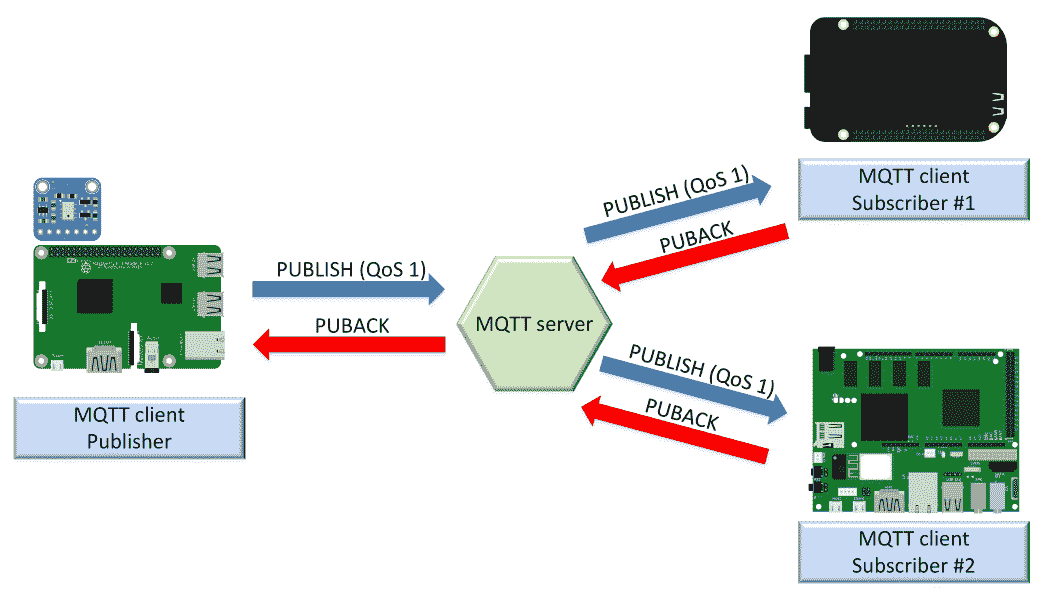 PUBLISH (QoS 1)
PUBACK
MQTT client
Subscriber #1
PUBLISH (QoS 1)
PUBACK
MQTT server
MQTT client
Publisher
PUBLISH (QoS 1)
PUBACK
MQTT client
Subscriber #2